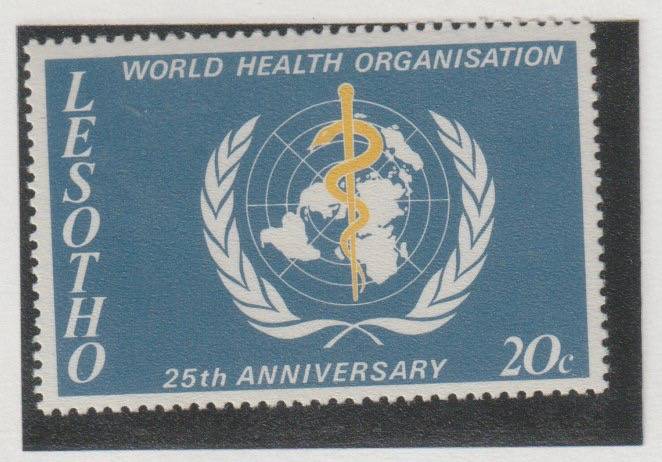 WORLD HEALTH ORGANISATION
LESOTHO
25th ANNIVERSARY
20c